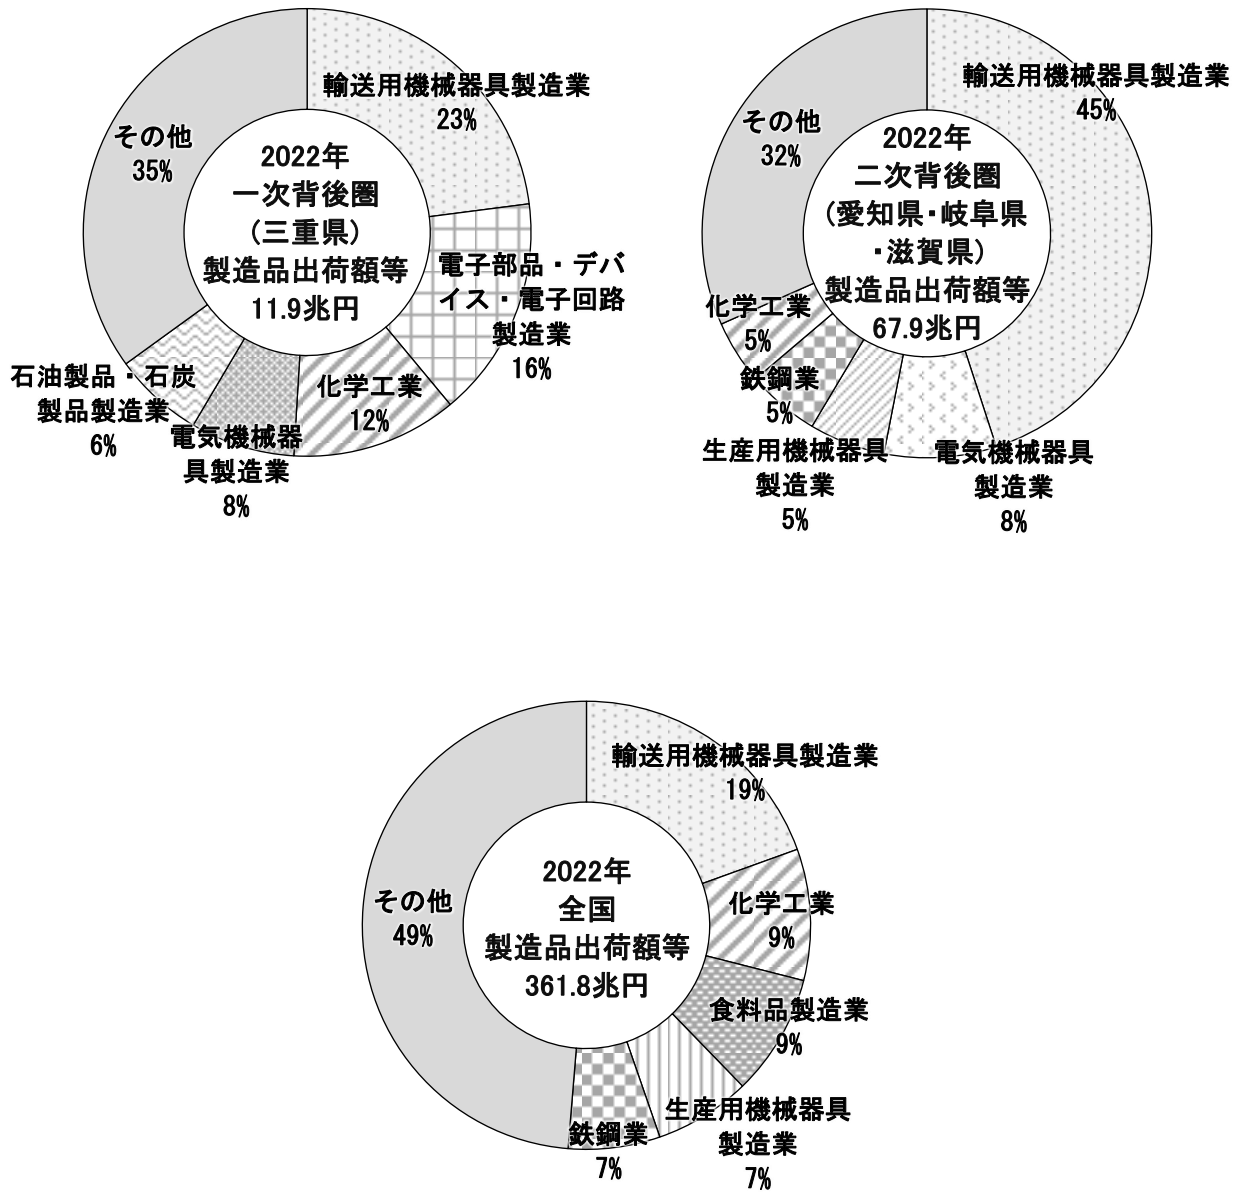 輸送用機械器具製造業
23%
電子部品・デバ
イス・電子回路
製造業
16%
化学工業
12%
電気機械器
具製造業
8%
石油製品・石炭
製品製造業
6%
その他
35%
2022年
一次背後圏
(三重県)
製造品出荷額等
11.9兆円
輸送用機械器具製造業
45%
電気機械器具
製造業
8%
生産用機械器具
製造業
5%
鉄鋼業
5%
化学工業
5%
その他
32%
2022年
二次背後圏
(愛知県・岐阜県
・滋賀県)
製造品出荷額等
67.9兆円
輸送用機械器具製造業
19%
化学工業
9%
食料品製造業
9%
生産用機械器具
製造業
7%
鉄鋼業
7%
その他
49%
2022年
全国
製造品出荷額等
361.8兆円